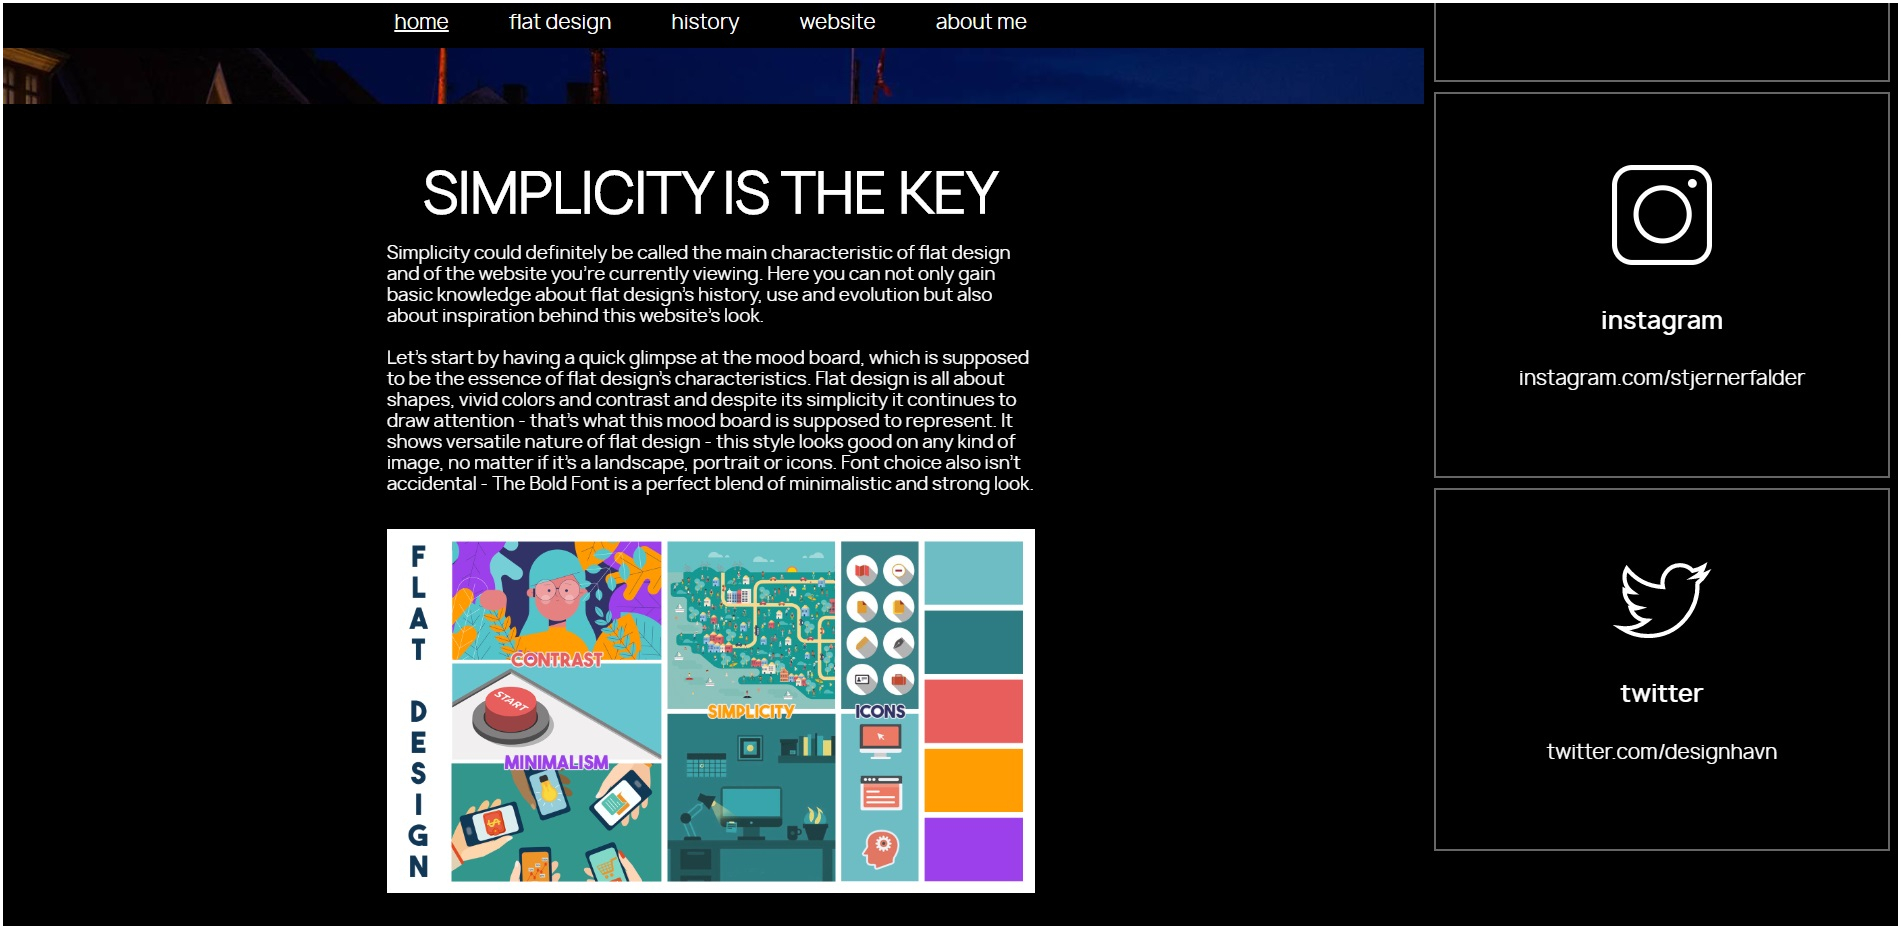 home flat design history website about me
SIMPLICITY IS THE KEY
Simplicity could definitely be called the main characteristic of flat design
and of the website you're currently viewing. Here you can not only gain
basic knowledge about flat design's history, use and evolution but also
about inspiration behind this website's look.
Let's start by having a quick glimpse at the mood board, which is supposed
to be the essence of flat design's characteristics. Flat design is all about
shapes, vivid colors and contrast and despite its simplicity it continues to
draw attention - that's what this mood board is supposed to represent. It
shows versatile nature of flat design - this style looks good on any kind of
image, no matter if it's a landscape, portrait or icons. Font choice also isn't
accidental - The Bold Font is a perfect blend of minimalistic and strong look.
FLAT DESIGN
CONTRAST
START
MINIMALISM
SIMPLICITY
ICONS
$
instagram
instagram.com/stjernerfalder
twitter
twitter.com/designhavn